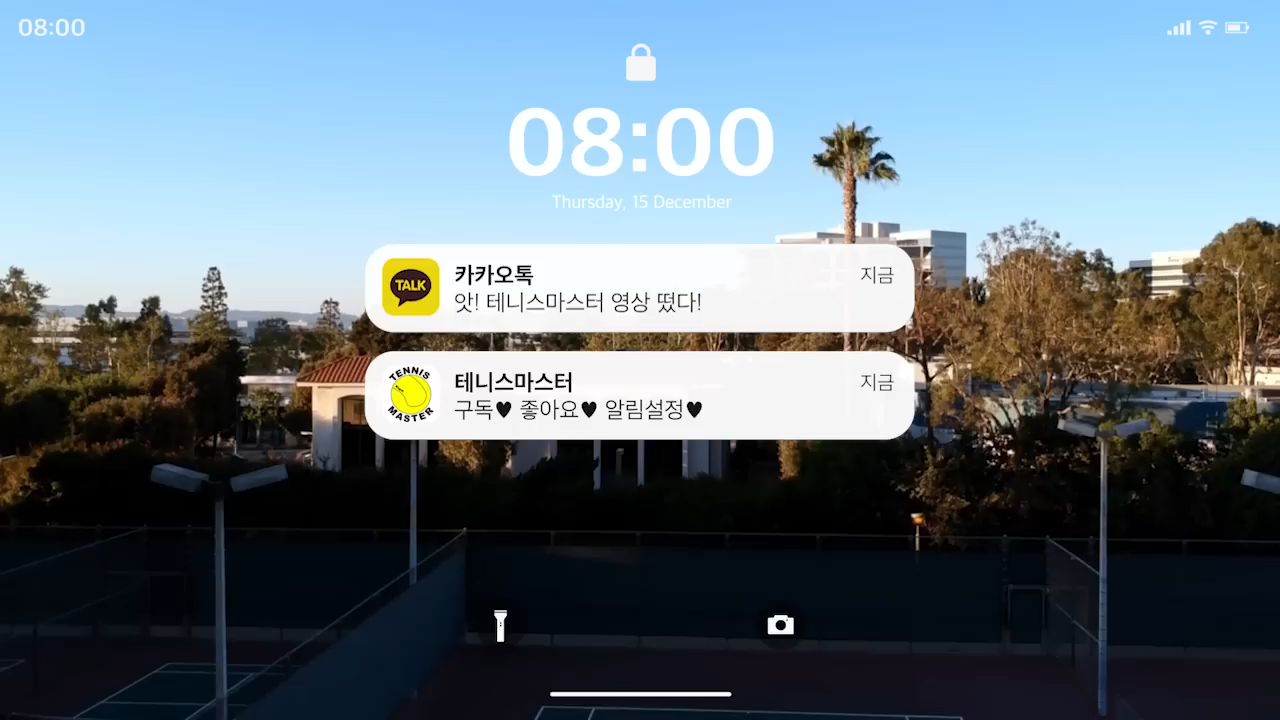 08:00
08:00
Thursday, 15 December
TALK
카카오톡
지금
앗! 테니스마스터 영상 떴다!
TENNIS
MASTER
테니스마스터
지금
구독♥ 좋아요♥ 알림설정♥